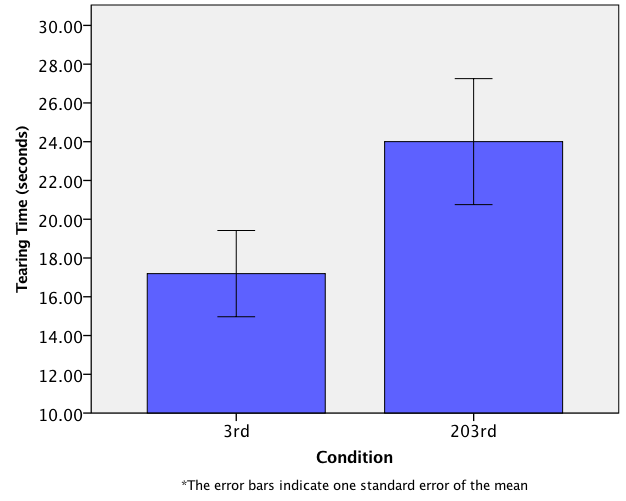 30.00
28.00
26.00
24.00
22.00
20.00
18.00
16.00
14.00
12.00
10.00
Tearing Time (seconds)
3rd
203rd
Condition
*The error bars indicate one standard error of the mean